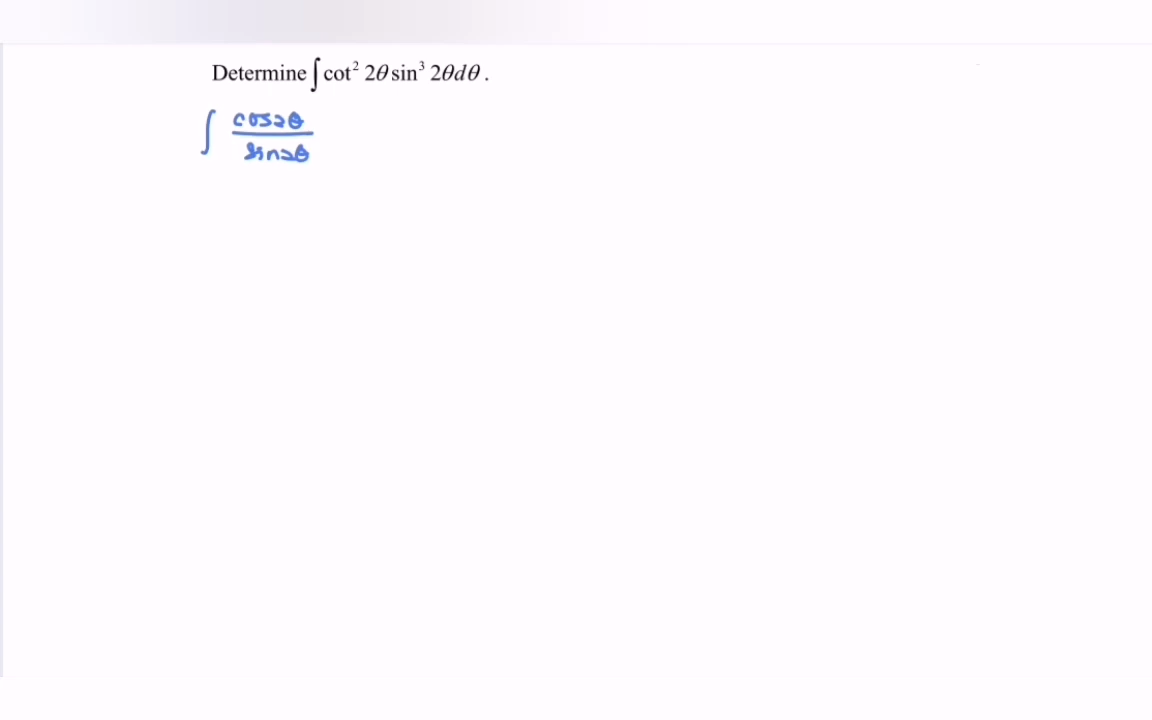 Determine ∫cot² 2θ sin³ 2θdθ .
∫ cos2θ
sin2θ